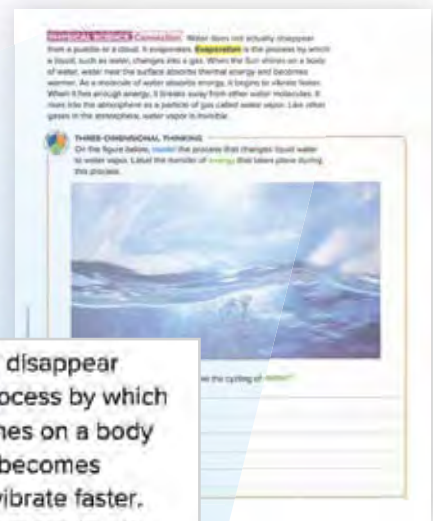 PHYSICAL SCIENCE Connection Water does not actually disappear
from a puddle or a cloud. It evaporates. Evaporation is the process by which
a liquid, such as water, changes into a gas. When the Sun shines on a body
of water, water near the surface absorbs thermal energy and becomes
warmer. As a molecule of water absorbs energy, it begins to vibrate faster.
When it has enough energy, it breaks away from other water molecules. It
rises into the atmosphere as a particle of gas called water vapor. Like other
gases in the atmosphere, water vapor is invisible.
THREE-DIMENSIONAL THINKING
On the figure below, model the process that changes liquid water
to water vapor. Label the transfer of energy that takes place during
this process.
the cycling of water?
disappear
ocess by which
nes on a body
becomes
vibrate faster.